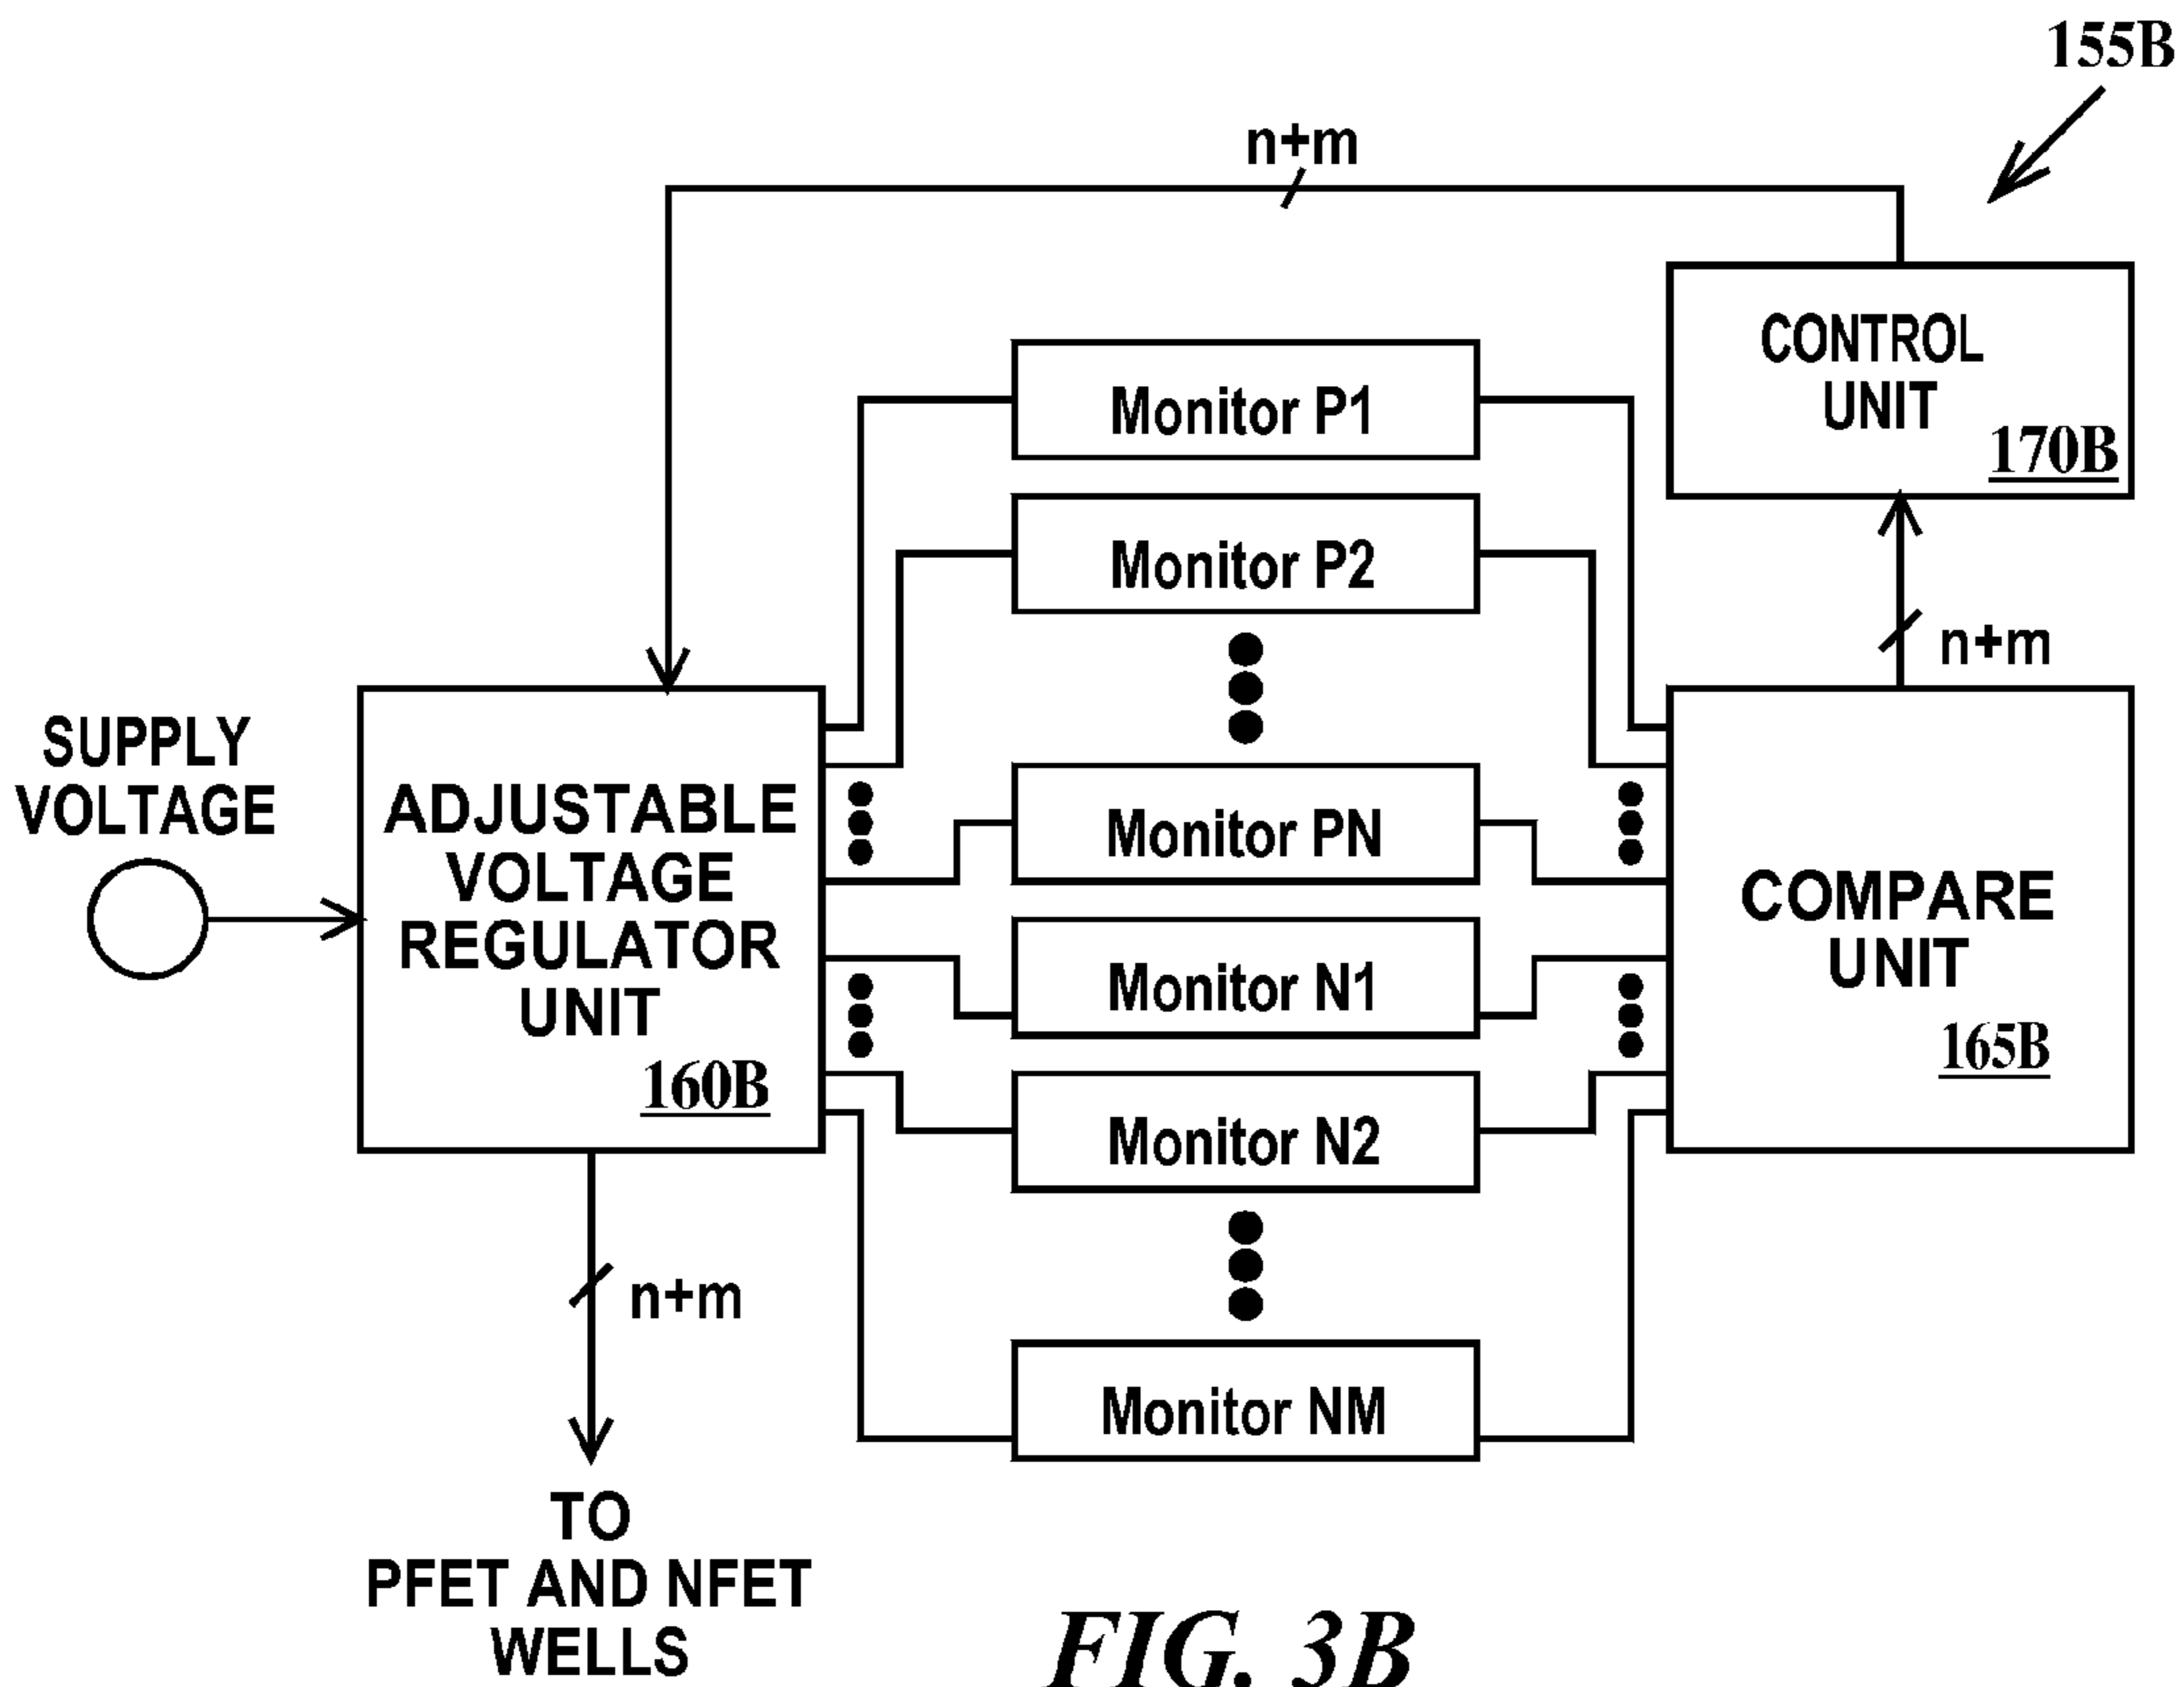 155B
n+m
CONTROL
UNIT
170B
Monitor P1
Monitor P2
n+m
SUPPLY
VOLTAGE
ADJUSTABLE
VOLTAGE
REGULATOR
UNIT
160B
Monitor PN
Monitor N1
Monitor N2
Monitor NM
COMPARE
UNIT
165B
n+m
TO
PFET AND NFET
WELLS
FIG. 3B